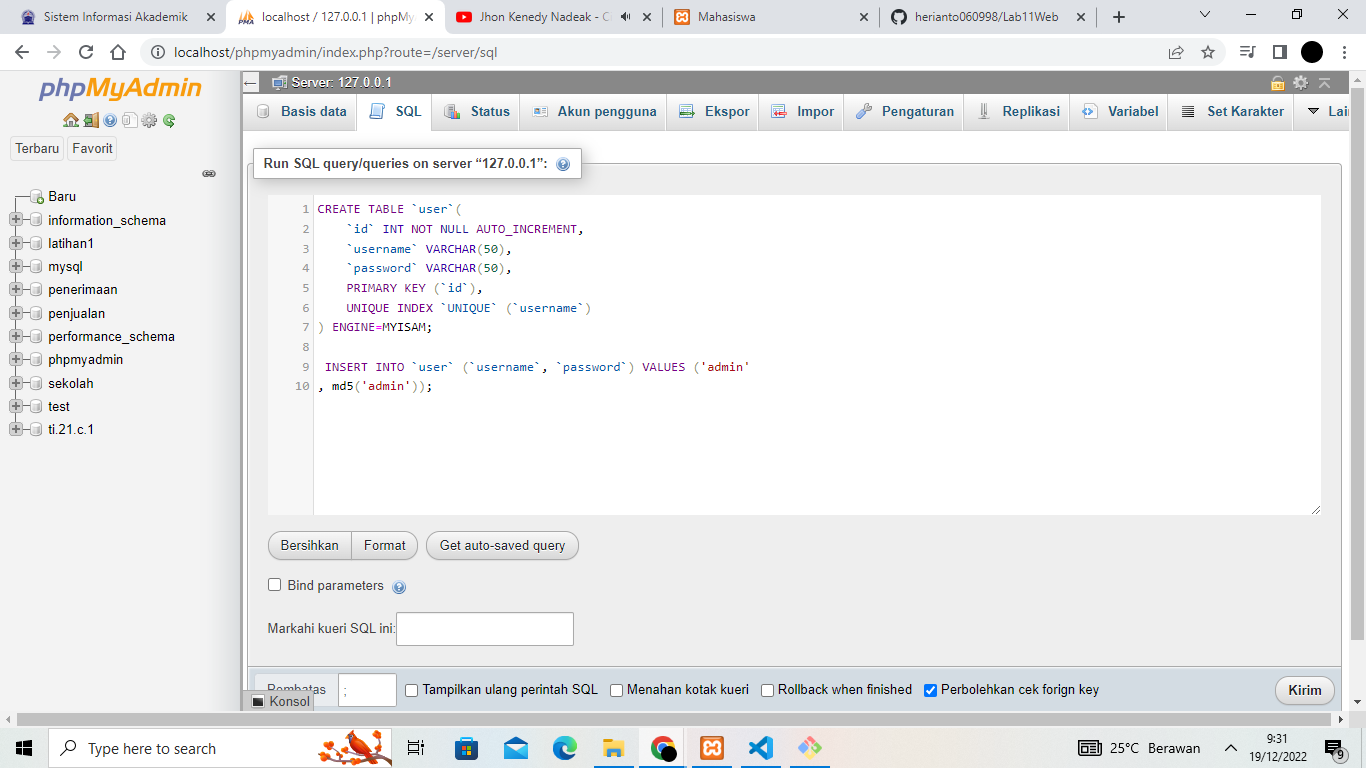 Sistem Informasi Akademik
localhost / 127.0.0.1 | phpMy
Jhon Kenedy Nadeak - C
Mahasiswa
herianto060998/Lab11Web
localhost/phpmyadmin/index.php?route=/server/sql
phpMyAdmin
Terbaru
Favorit
Baru
information_schema
latihan1
mysql
penerimaan
penjualan
performance_schema
phpmyadmin
sekolah
test
ti.21.c.1
Server: 127.0.0.1
Basis data
SQL
Status
Akun pengguna
Ekspor
Impor
Pengaturan
Replikasi
Variabel
Set Karakter
Lai
Run SQL query/queries on server “127.0.0.1”:
1 CREATE TABLE `user`(
2 `id` INT NOT NULL AUTO_INCREMENT,
3 `username` VARCHAR(50),
4 `password` VARCHAR(50),
5 PRIMARY KEY (`id`),
6 UNIQUE INDEX `UNIQUE` (`username`)
7 ) ENGINE=MYISAM;
8
9 INSERT INTO `user` (`username`, `password`) VALUES ('admin'
10 , md5('admin'));
Bersihkan
Format
Get auto-saved query
Bind parameters
Markahi kueri SQL ini:
Pembatas
;
Tampilkan ulang perintah SQL
Menahan kotak kueri
Rollback when finished
Perbolehkan cek forign key
Kirim
Konsol
Type here to search
25°C Berawan
9:31
19/12/2022
9